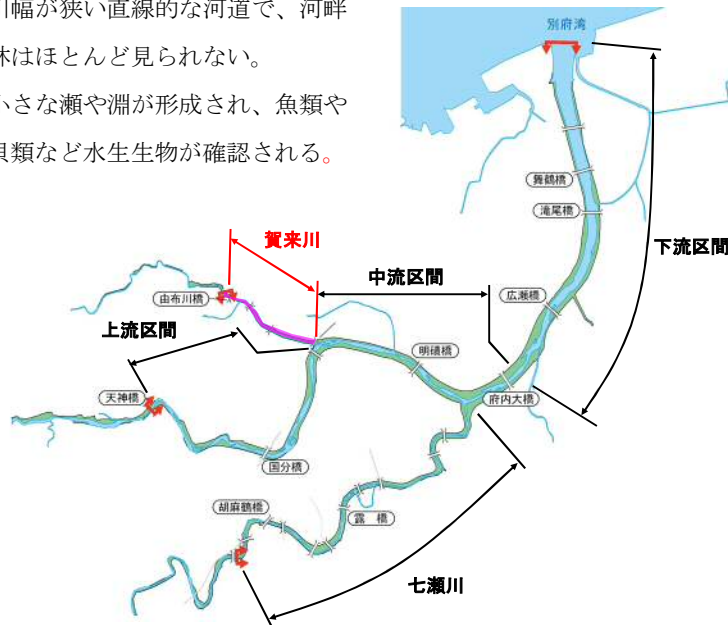 川幅が狭い直線的な河道で、河畔
林はほとんど見られない。
小さな瀬や淵が形成され、魚類や
貝類など水生生物が確認される。
別府湾
舞鶴橋
滝尾橋
下流区間
賀来川
中流区間
由布川橋
広瀬橋
上流区間
明磧橋
天神橋
府内大橋
国分橋
胡麻鶴橋
露 橋
七瀬川